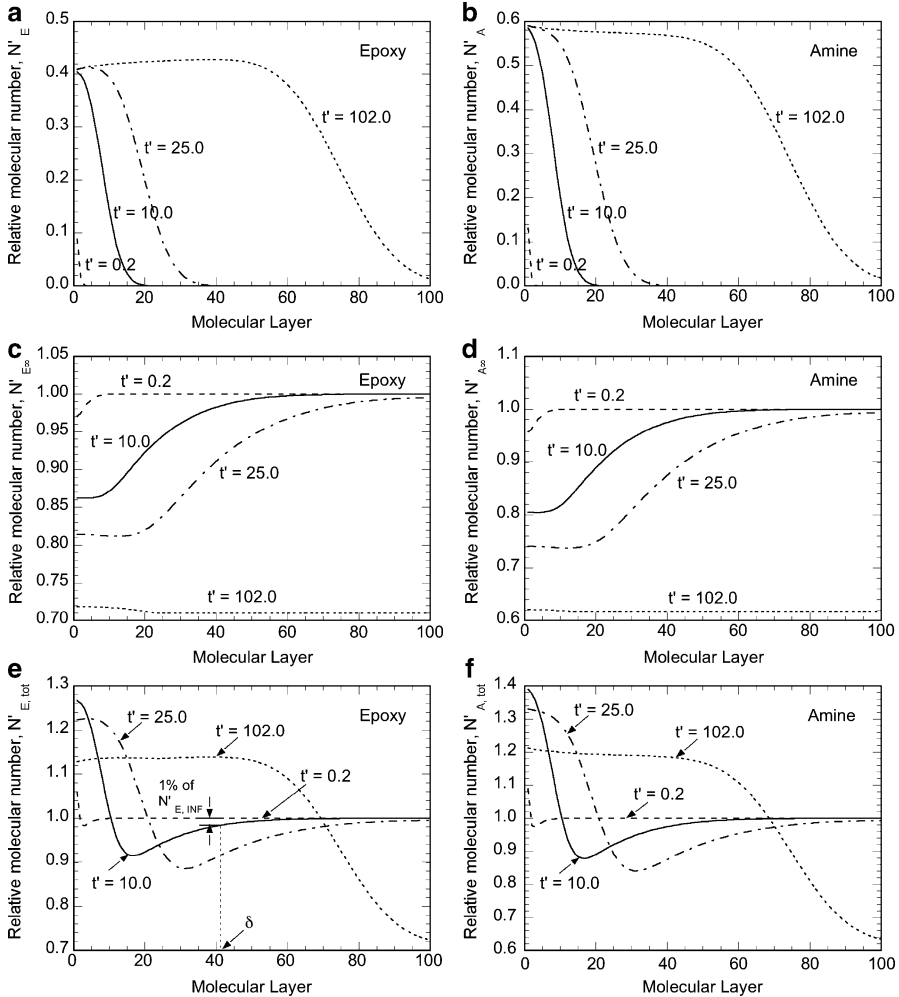 a
Relative molecular number, N'E
0.5
0.4
0.3
0.2
0.1
0.0
Epoxy
t' = 102.0
t' = 25.0
t' = 10.0
t' = 0.2
0 20 40 60 80 100
Molecular Layer
b
Relative molecular number, N'A
0.6
0.5
0.4
0.3
0.2
0.1
0.0
Amine
t' = 102.0
t' = 25.0
t' = 10.0
t' = 0.2
0 20 40 60 80 100
Molecular Layer
c
Relative molecular number, N'E∞
1.05
1.00
0.95
0.90
0.85
0.80
0.75
0.70
t' = 0.2
Epoxy
t' = 10.0
t' = 25.0
t' = 102.0
0 20 40 60 80 100
Molecular Layer
d
Relative molecular number, N'A∞
1.1
1.0
0.9
0.8
0.7
0.6
Amine
t' = 0.2
t' = 10.0
t' = 25.0
t' = 102.0
0 20 40 60 80 100
Molecular Layer
e
Relative molecular number, N'E, tot
1.3
1.2
1.1
1.0
0.9
0.8
0.7
t' = 25.0
Epoxy
t' = 102.0
1% of
N'E, INF
t' = 0.2
t' = 10.0
δ
0 20 40 60 80 100
Molecular Layer
f
Relative molecular number, N'A, tot
1.4
1.3
1.2
1.1
1.0
0.9
0.8
0.7
0.6
t' = 25.0
Amine
t' = 102.0
t' = 0.2
t' = 10.0
0 20 40 60 80 100
Molecular Layer